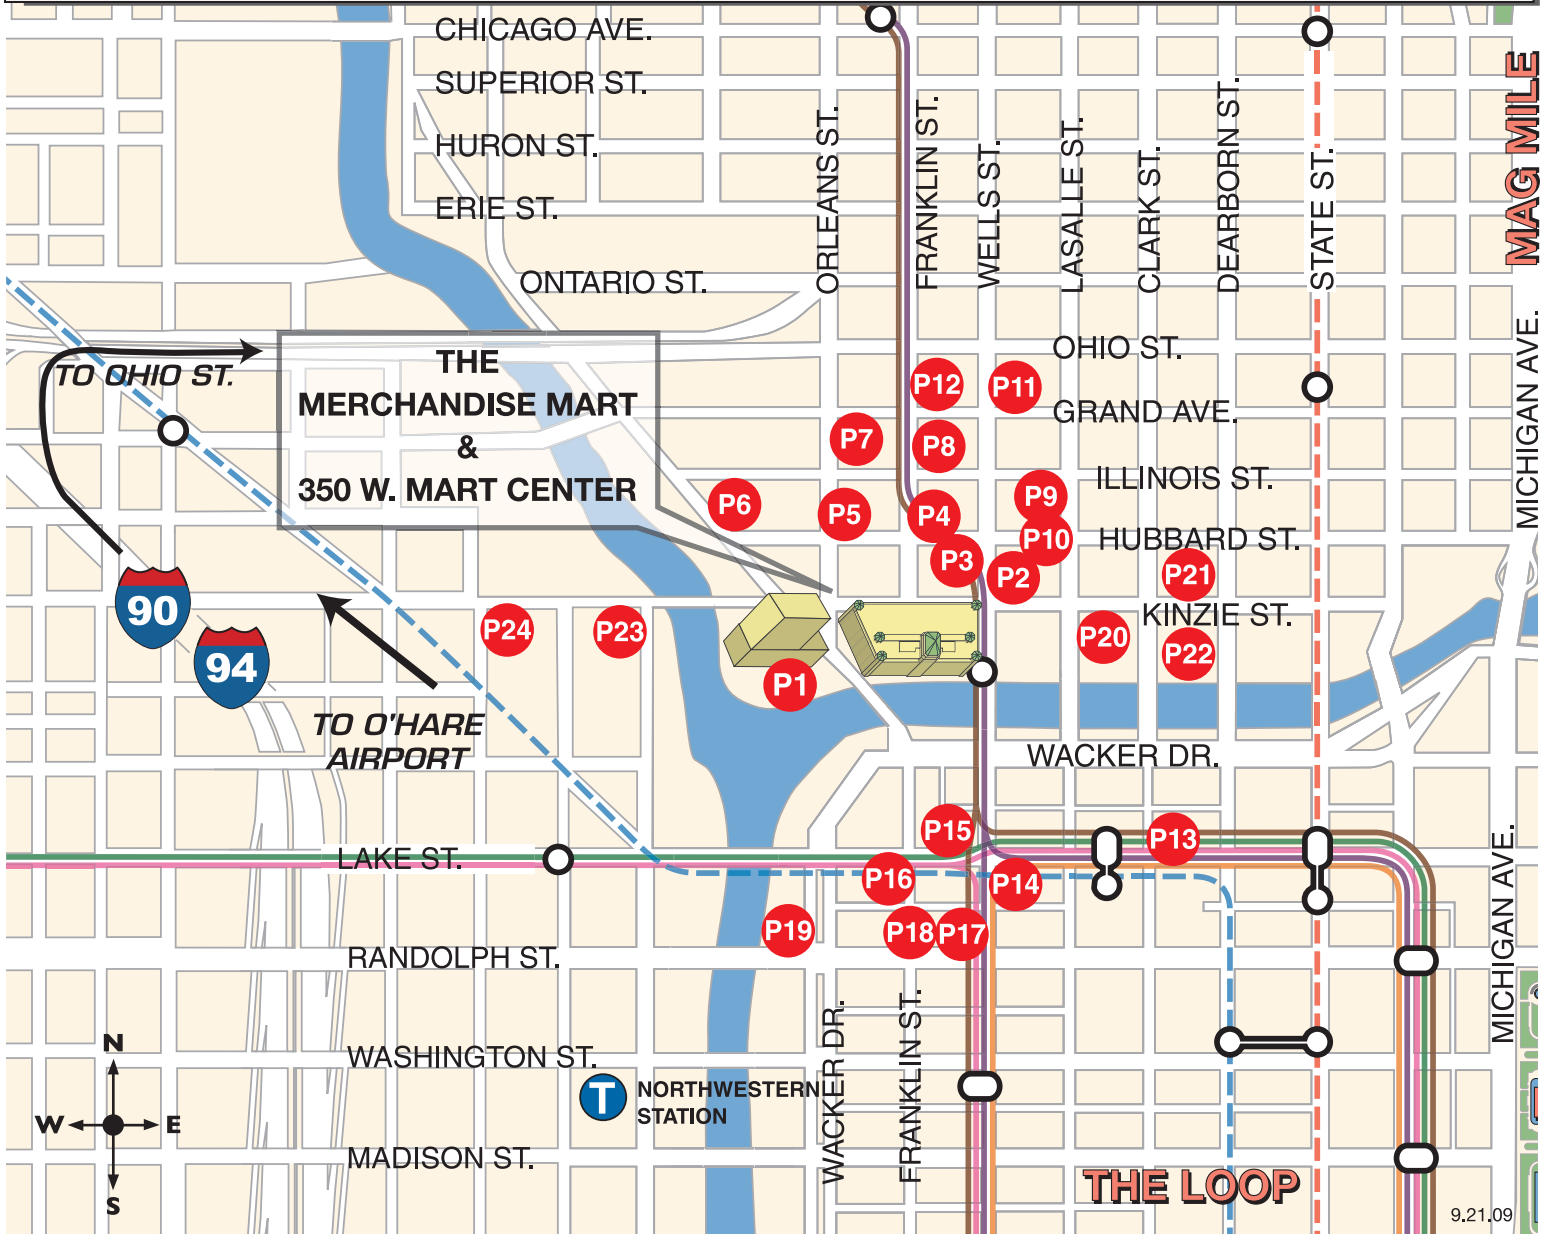 CHICAGO AVE.
SUPERIOR ST.
HURON ST.
ERIE ST.
ONTARIO ST.
ORLEANS ST.
FRANKLIN ST.
WELLS ST.
LASALLE ST.
CLARK ST.
DEARBORN ST.
STATE ST.
MAG MILE
MICHIGAN AVE.
OHIO ST.
GRAND AVE.
ILLINOIS ST.
HUBBARD ST.
KINZIE ST.
TO OHIO ST.
THE
MERCHANDISE MART
&
350 W. MART CENTER
P12
P11
P7
P8
P6
P5
P4
P9
P10
P3
P2
P21
P24
P23
P20
P22
P1
90
94
TO O'HARE
AIRPORT
WACKER DR.
P15
P13
LAKE ST.
P16
P14
P19
P18
P17
RANDOLPH ST.
WACKER DR.
FRANKLIN ST.
MICHIGAN AVE.
WASHINGTON ST.
T
NORTHWESTERN
STATION
MADISON ST.
N
W
E
S
THE LOOP
9.21.09